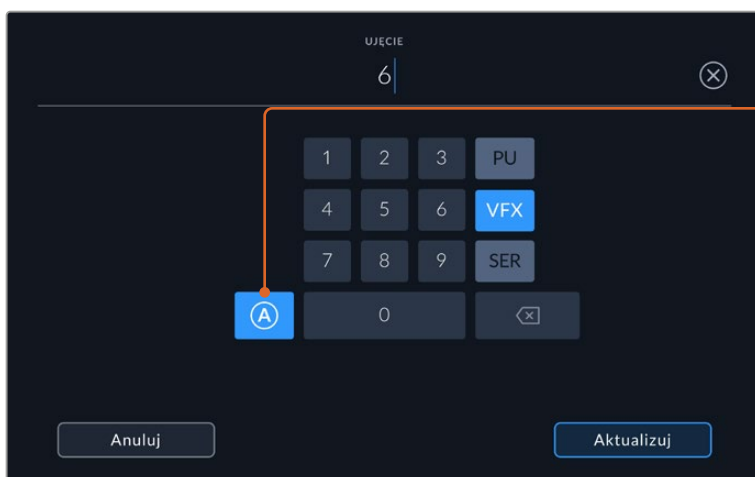 UJĘCIE
6
1 2 3 PU
4 5 6 VFX
7 8 9 SER
A 0
Anuluj Aktualizuj